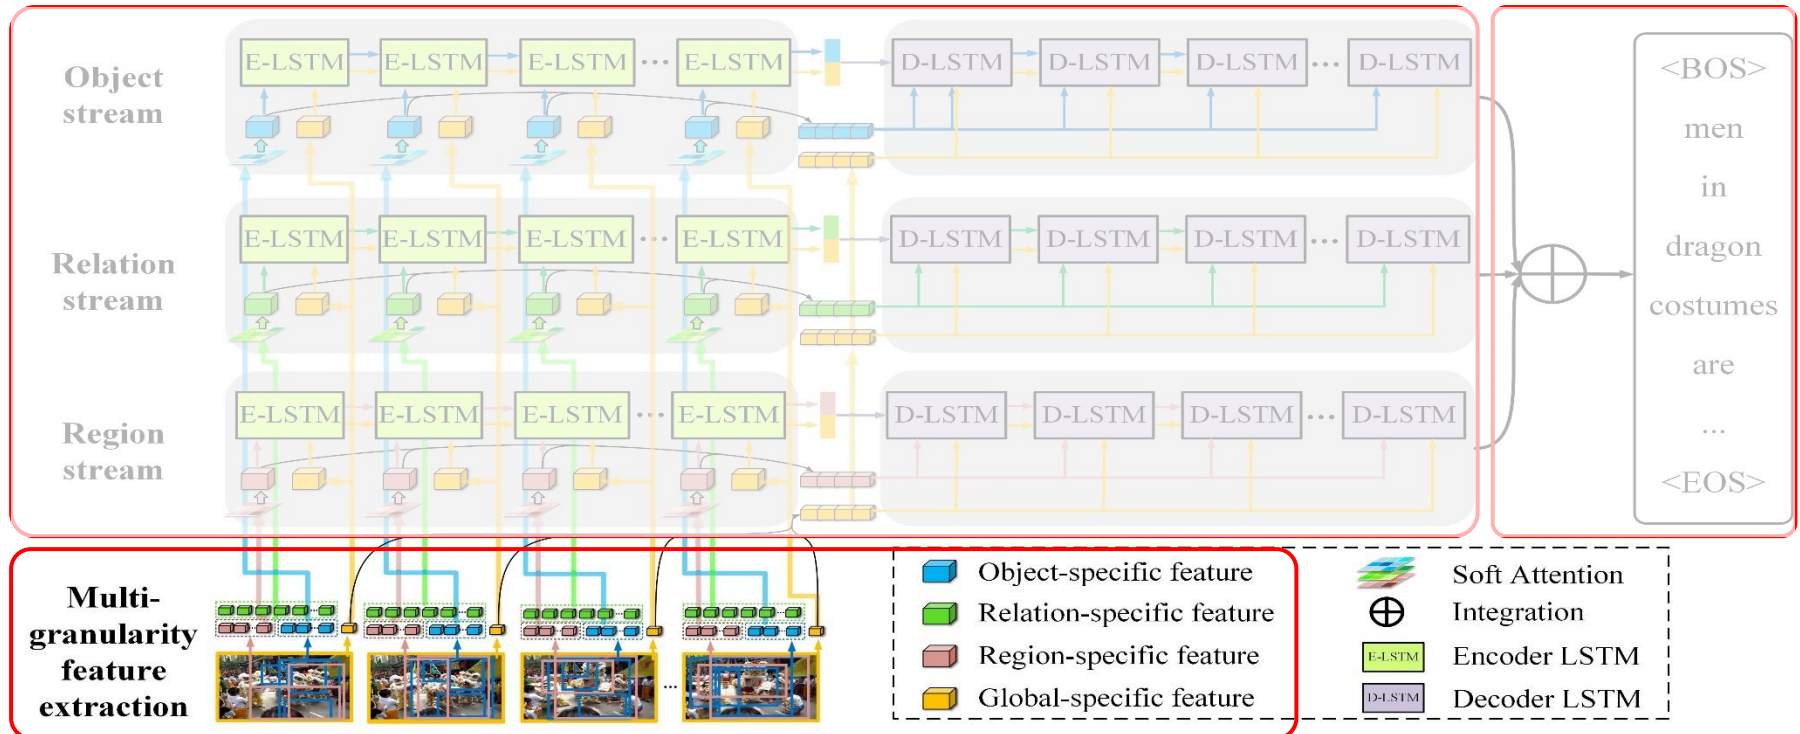 Object
stream
E-LSTM E-LSTM E-LSTM ... E-LSTM
D-LSTM D-LSTM D-LSTM ... D-LSTM
Relation
stream
E-LSTM E-LSTM E-LSTM ... E-LSTM
D-LSTM D-LSTM D-LSTM ... D-LSTM
Region
stream
E-LSTM E-LSTM E-LSTM ... E-LSTM
D-LSTM D-LSTM D-LSTM ... D-LSTM
<BOS>
men
in
dragon
costumes
are
...
<EOS>
Multi-
granularity
feature
extraction
...
Object-specific feature
Relation-specific feature
Region-specific feature
Global-specific feature
Soft Attention
Integration
E-LSTM Encoder LSTM
D-LSTM Decoder LSTM